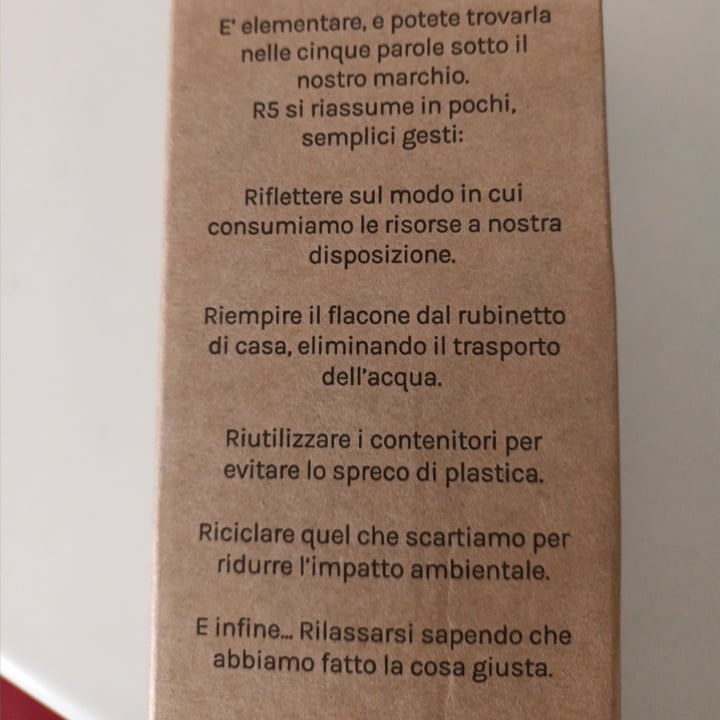 E' elementare, e potete trovarla
nelle cinque parole sotto il
nostro marchio.
R5 si riassume in pochi,
semplici gesti:
Riflettere sul modo in cui
consumiamo le risorse a nostra
disposizione.
Riempire il flacone dal rubinetto
di casa, eliminando il trasporto
dell'acqua.
Riutilizzare i contenitori per
evitare lo spreco di plastica.
Riciclare quel che scartiamo per
ridurre l'impatto ambientale.
E infine... Rilassarsi sapendo che
abbiamo fatto la cosa giusta.